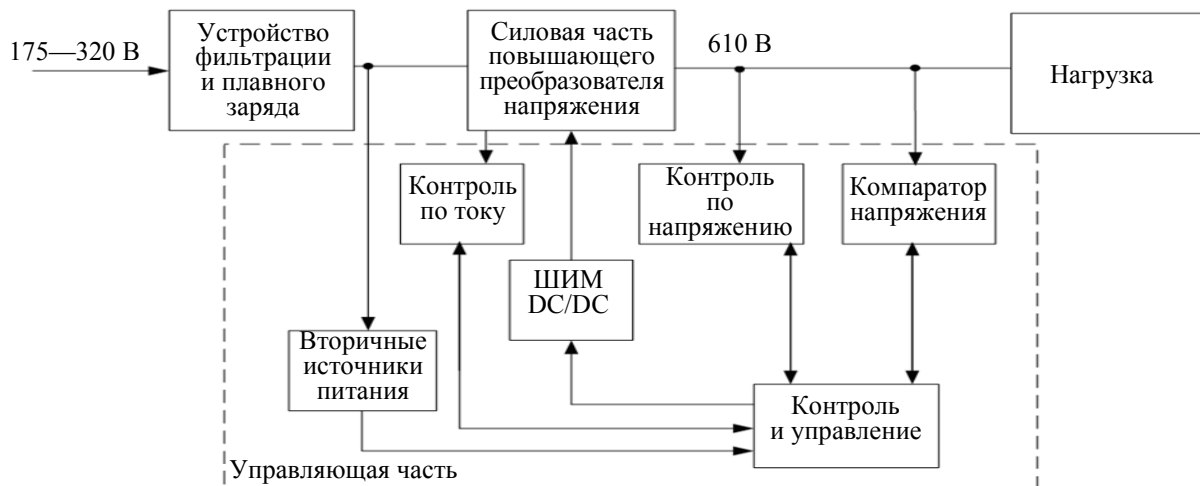 175—320 В
Устройство
фильтрации
и плавного
заряда
Силовая часть
повышающего
преобразователя
напряжения
610 В
Нагрузка
Контроль
по току
Контроль
по
напряжению
Компаратор
напряжения
ШИМ
DC/DC
Вторичные
источники
питания
Контроль
и управление
Управляющая часть